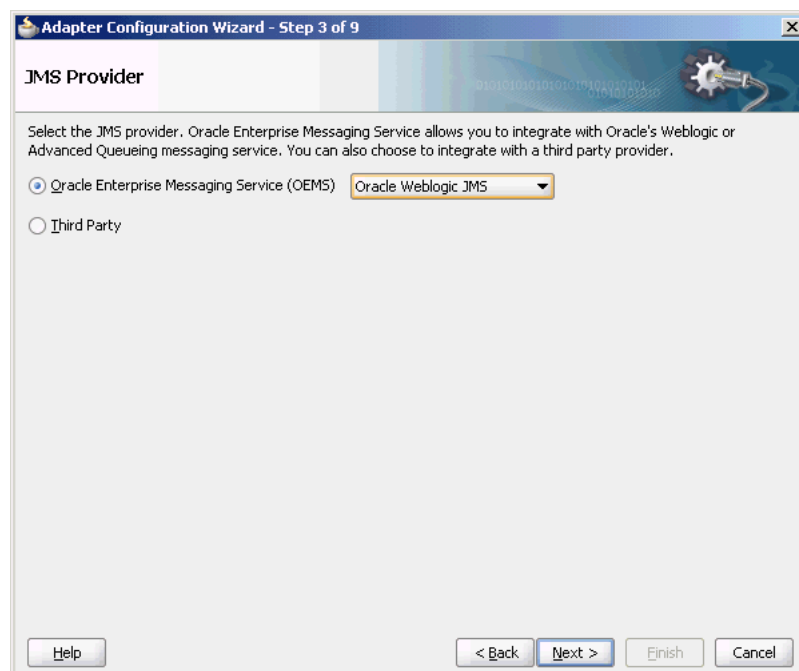 Adapter Configuration Wizard - Step 3 of 9
JMS Provider
Select the JMS provider. Oracle Enterprise Messaging Service allows you to integrate with Oracle's Weblogic or
Advanced Queueing messaging service. You can also choose to integrate with a third party provider.
Oracle Enterprise Messaging Service (OEMS) Oracle Weblogic JMS
Third Party
Help < Back Next > Finish Cancel